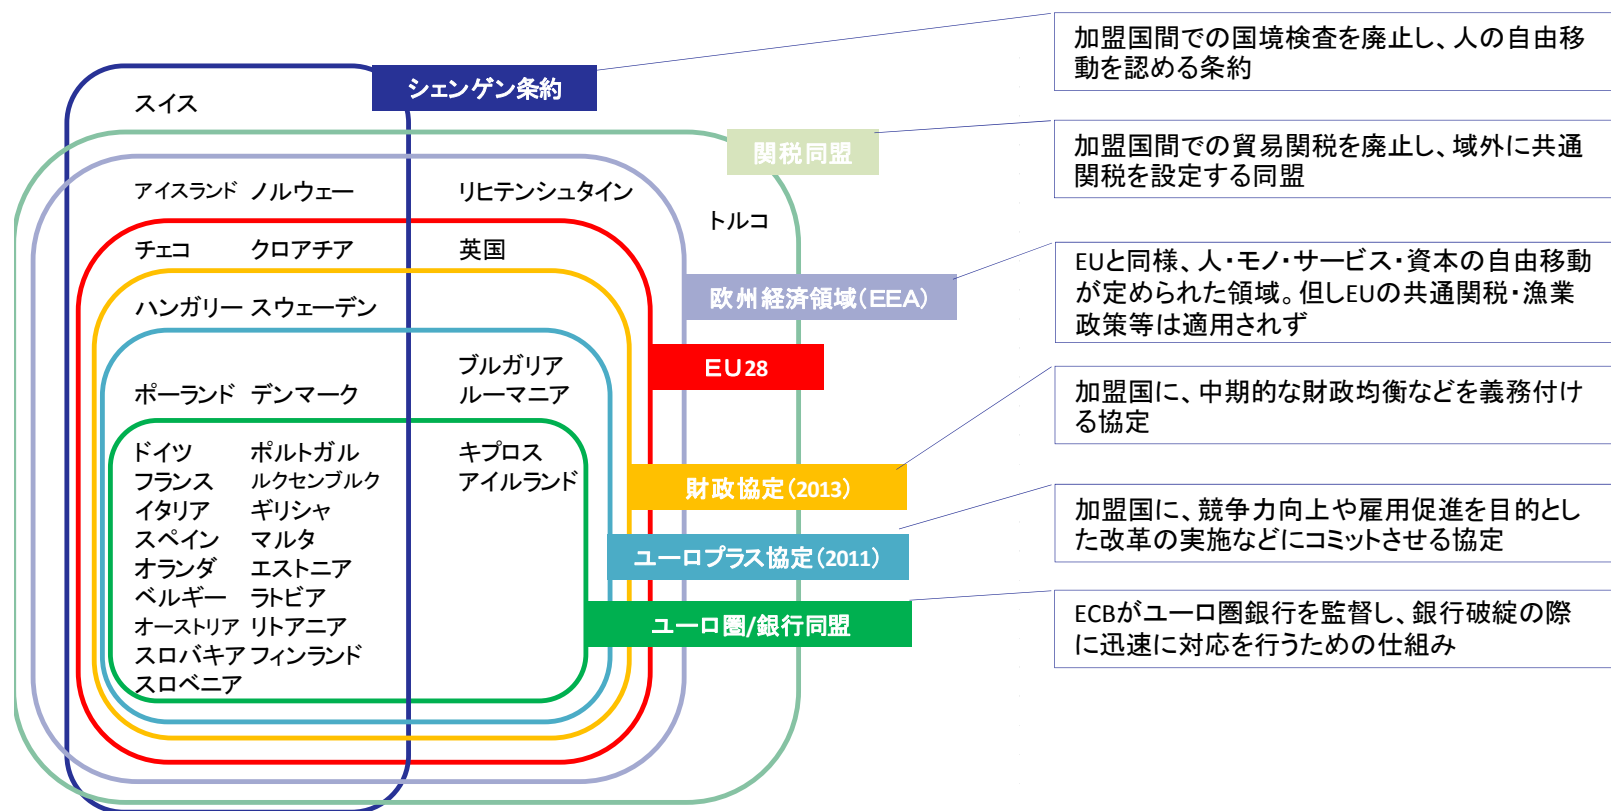 シェンゲン条約
スイス
関税同盟
アイスランド ノルウェー リヒテンシュタイン
トルコ
チェコ クロアチア 英国
欧州経済領域(EEA)
ハンガリー スウェーデン
EU28
ブルガリア
ポーランド デンマーク ルーマニア
ドイツ ポルトガル キプロス
フランス ルクセンブルク アイルランド
財政協定(2013)
イタリア ギリシャ
スペイン マルタ
ユーロプラス協定(2011)
オランダ エストニア
ベルギー ラトビア
オーストリア リトアニア
ユーロ圏/銀行同盟
スロバキア フィンランド
スロベニア
加盟国間での国境検査を廃止し、人の自由移
動を認める条約
加盟国間での貿易関税を廃止し、域外に共通
関税を設定する同盟
EUと同様、人・モノ・サービス・資本の自由移動
が定められた領域。但しEUの共通関税・漁業
政策等は適用されず
加盟国に、中期的な財政均衡などを義務付け
る協定
加盟国に、競争力向上や雇用促進を目的とし
た改革の実施などにコミットさせる協定
ECBがユーロ圏銀行を監督し、銀行破綻の際
に迅速に対応を行うための仕組み